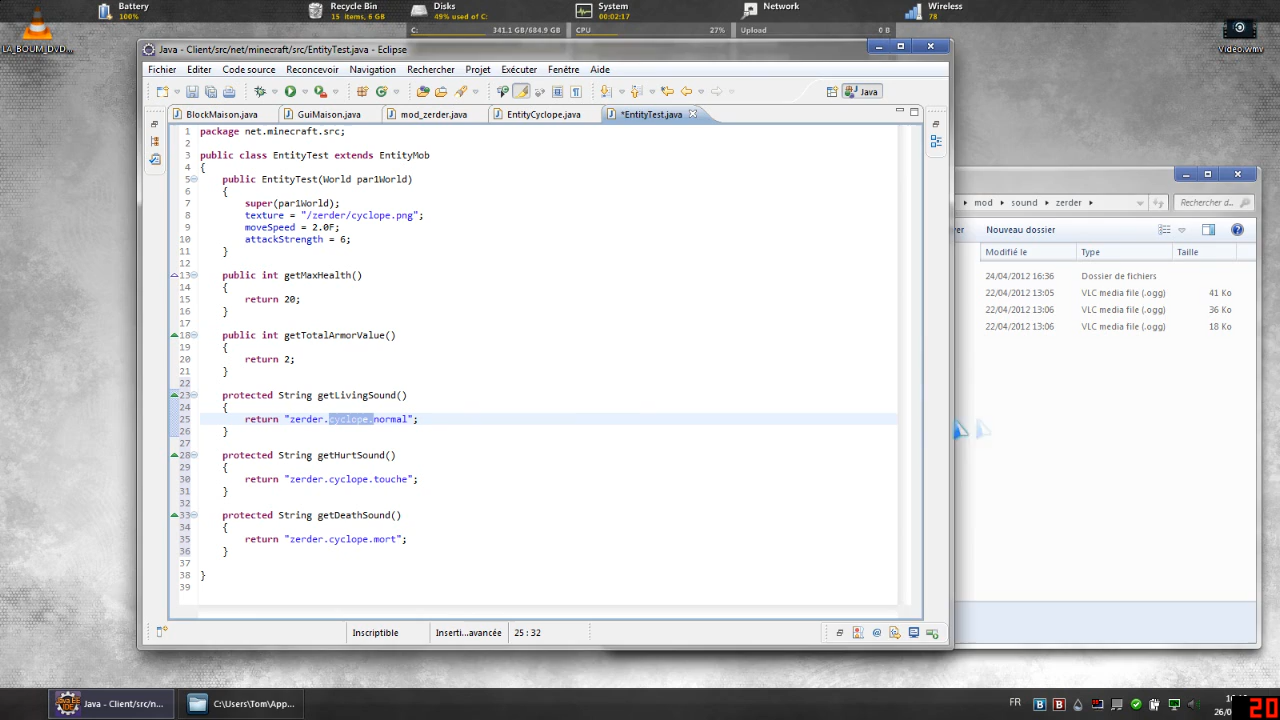 Battery
100%
Recycle Bin
15 items, 6 GB
Disks
49% used of C:
System
00:02:17
Network
Wireless
78
C:
341.1 GB/684.9 GB
CPU
27%
Upload
0 B
LA_BOUM_DVD...
Video.wmv
Java - Client/src/net/minecraft/src/EntityTest.java - Eclipse
Fichier Editer Code source Reconcevoir Navigation Rechercher Projet Exécuter Fenêtre Aide
Java
BlockMaison.java GuiMaison.java mod_zerder.java EntityCyclope.java *EntityTest.java
1 package net.minecraft.src;
2
3 public class EntityTest extends EntityMob
4 {
5 public EntityTest(World par1World)
6 {
7 super(par1World);
8 texture = "/zerder/cyclope.png";
9 moveSpeed = 2.0F;
10 attackStrength = 6;
11 }
12
13 public int getMaxHealth()
14 {
15 return 20;
16 }
17
18 public int getTotalArmorValue()
19 {
20 return 2;
21 }
22
23 protected String getLivingSound()
24 {
25 return "zerder.cyclope.normal";
26 }
27
28 protected String getHurtSound()
29 {
30 return "zerder.cyclope.touche";
31 }
32
33 protected String getDeathSound()
34 {
35 return "zerder.cyclope.mort";
36 }
37
38 }
39
Inscriptible Inserti...avancée 25 : 32
mod sound zerder Rechercher d...
Nouveau dossier
Modifié le Type Taille
24/04/2012 16:36 Dossier de fichiers
22/04/2012 13:05 VLC media file (.ogg) 41 Ko
22/04/2012 13:06 VLC media file (.ogg) 36 Ko
22/04/2012 13:06 VLC media file (.ogg) 18 Ko
Java - Client/src/n...
C:\Users\Tom\App...
FR
20